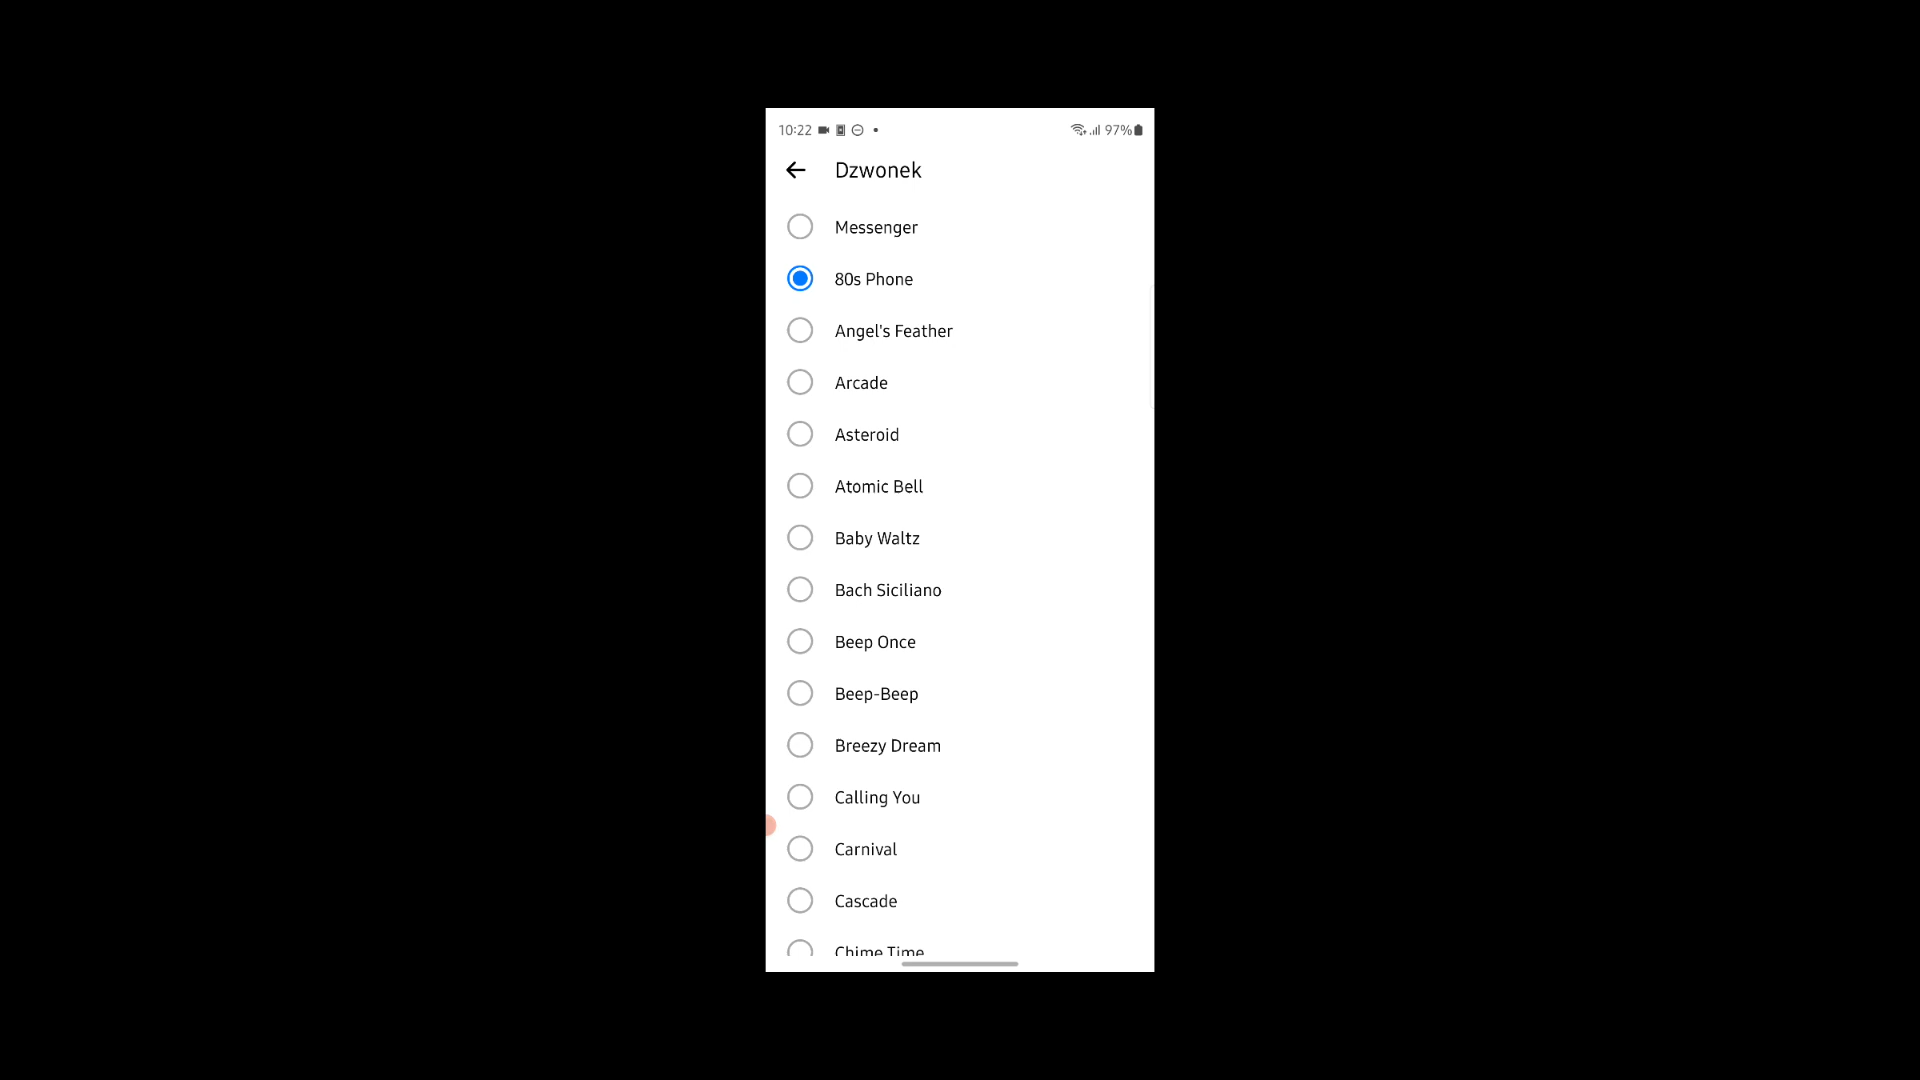 10:22 97%
Dzwonek
Messenger
80s Phone
Angel's Feather
Arcade
Asteroid
Atomic Bell
Baby Waltz
Bach Siciliano
Beep Once
Beep-Beep
Breezy Dream
Calling You
Carnival
Cascade
Chime Time